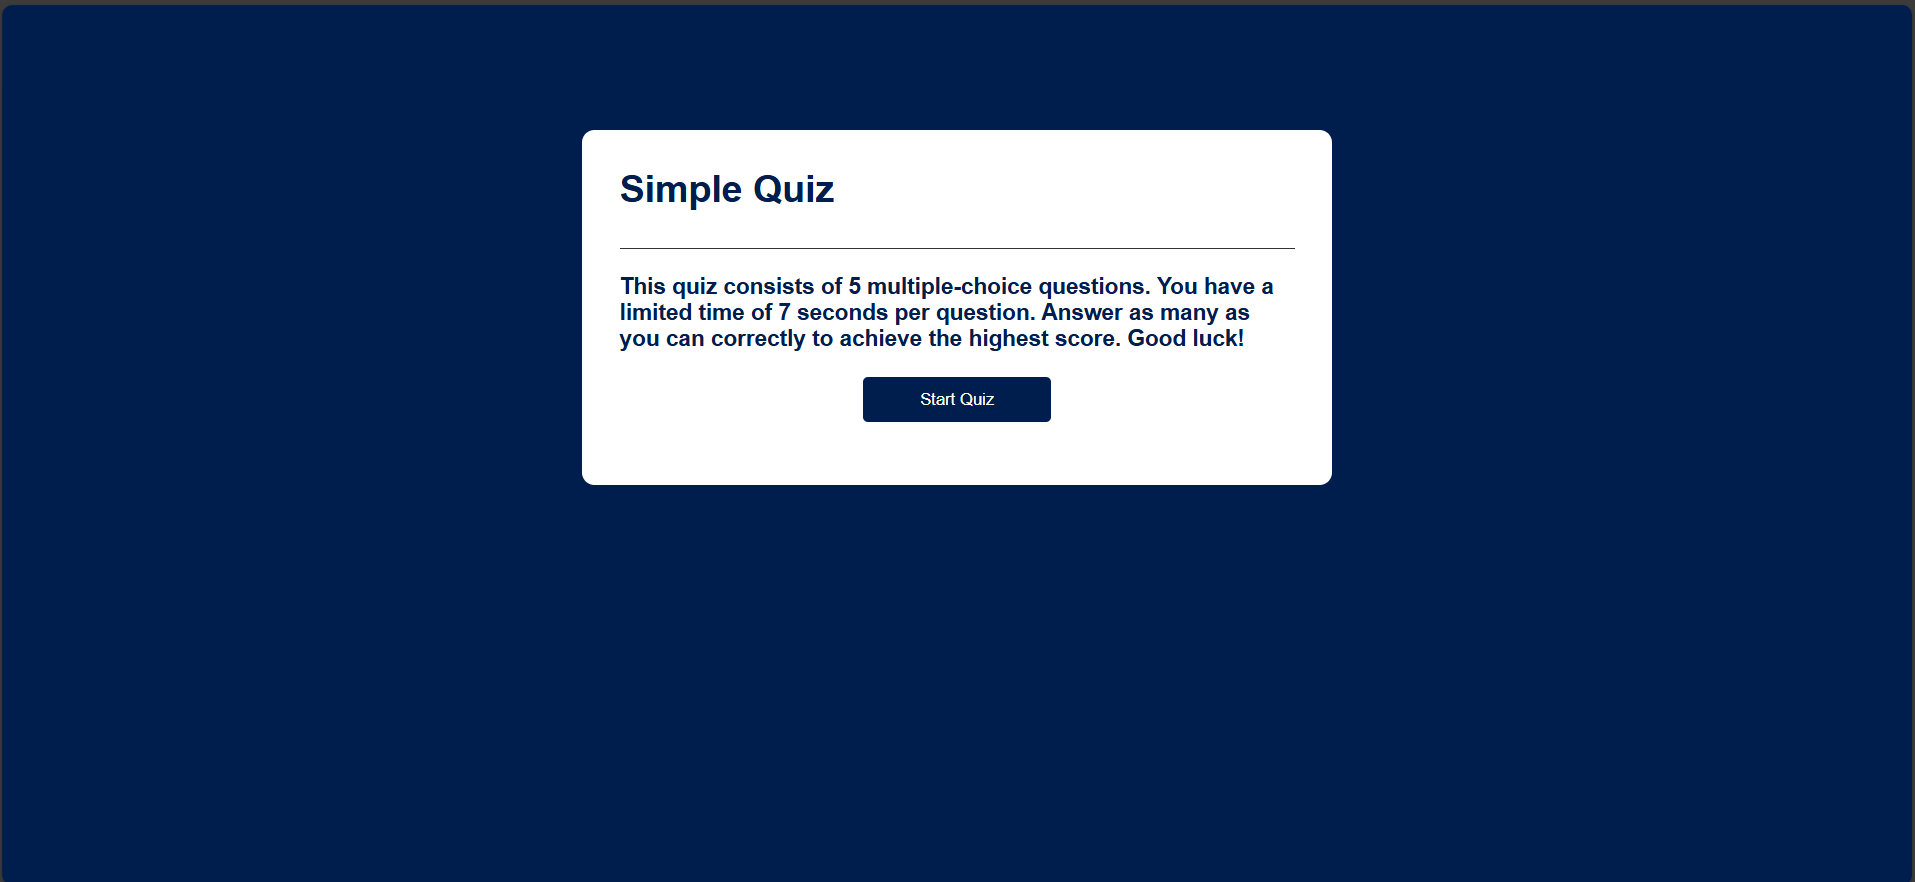 Simple Quiz
This quiz consists of 5 multiple-choice questions. You have a
limited time of 7 seconds per question. Answer as many as
you can correctly to achieve the highest score. Good luck!
Start Quiz